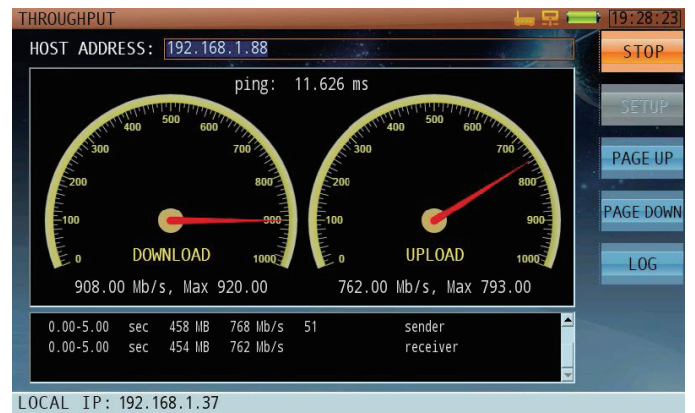 THROUGHPUT 19:28:23
HOST ADDRESS: 192.168.1.88
STOP
SETUP
PAGE UP
PAGE DOWN
LOG
ping: 11.626 ms
0 100 200 300 400 500 600 700 800 900 1000
DOWNLOAD
908.00 Mb/s, Max 920.00
0 100 200 300 400 500 600 700 800 900 1000
UPLOAD
762.00 Mb/s, Max 793.00
0.00-5.00 sec 458 MB 768 Mb/s 51 sender
0.00-5.00 sec 454 MB 762 Mb/s receiver
LOCAL IP: 192.168.1.37